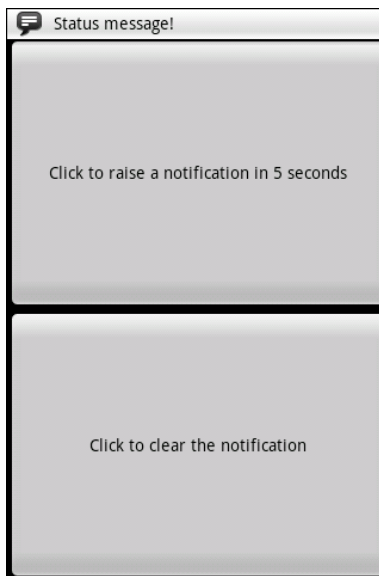 Status message!
Click to raise a notification in 5 seconds
Click to clear the notification